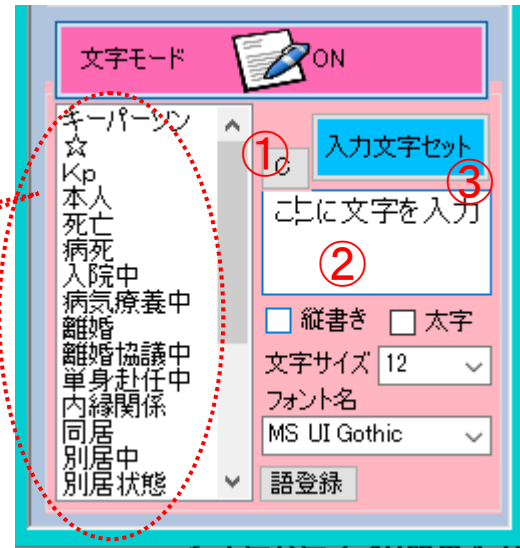 文字モード ON
キーパーソン
☆
Kp
本人
死亡
病死
入院中
病気療養中
離婚
離婚協議中
単身赴任中
内縁関係
同居
別居中
別居状態
①
C
入力文字セット
③
ここに文字を入力
②
縦書き 太字
文字サイズ 12
フォント名
MS UI Gothic
語登録